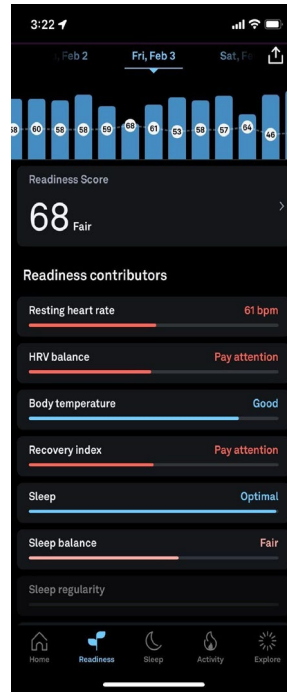 3:22
Feb 2 Fri, Feb 3 Sat, F
58 60 58 58 59 68 61 53 58 57 64 46
Readiness Score
68 Fair
Readiness contributors
Resting heart rate 61 bpm
HRV balance Pay attention
Body temperature Good
Recovery index Pay attention
Sleep Optimal
Sleep balance Fair
Sleep regularity
Home Readiness Sleep Activity Explore